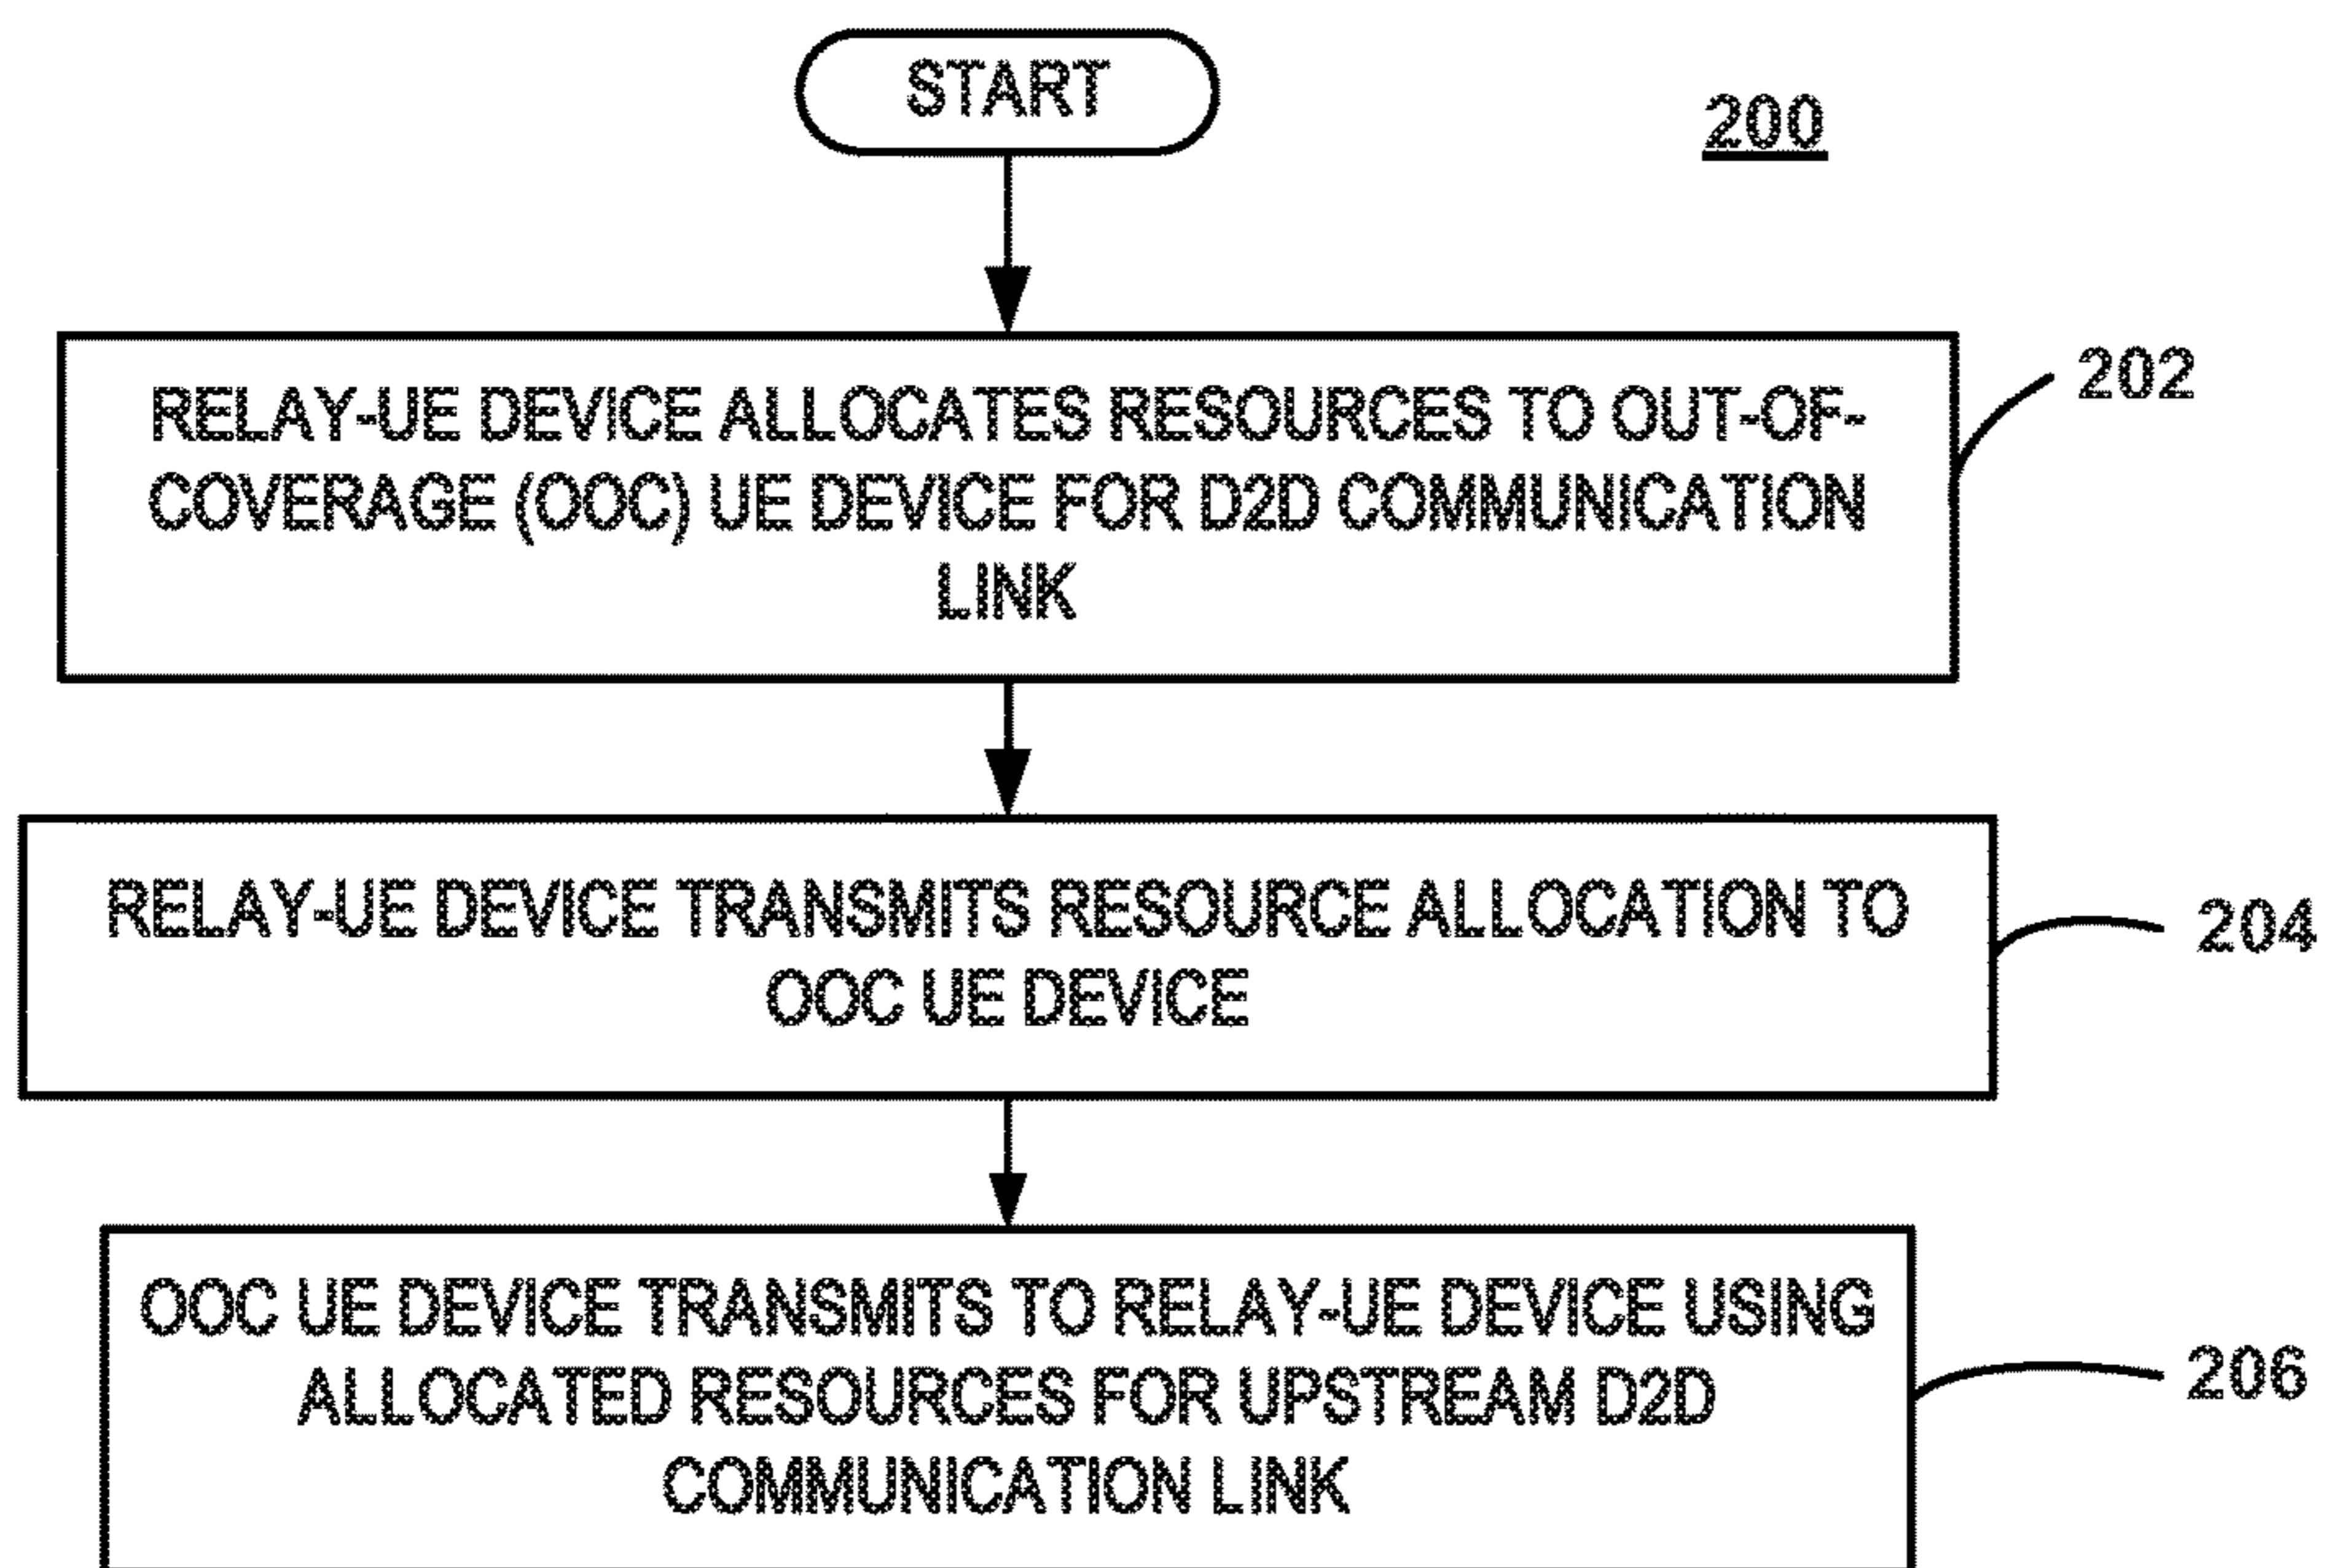 START
200
RELAY-UE DEVICE ALLOCATES RESOURCES TO OUT-OF-
COVERAGE (OOC) UE DEVICE FOR D2D COMMUNICATION
LINK
202
RELAY-UE DEVICE TRANSMITS RESOURCE ALLOCATION TO
OOC UE DEVICE
204
OOC UE DEVICE TRANSMITS TO RELAY-UE DEVICE USING
ALLOCATED RESOURCES FOR UPSTREAM D2D
COMMUNICATION LINK
206